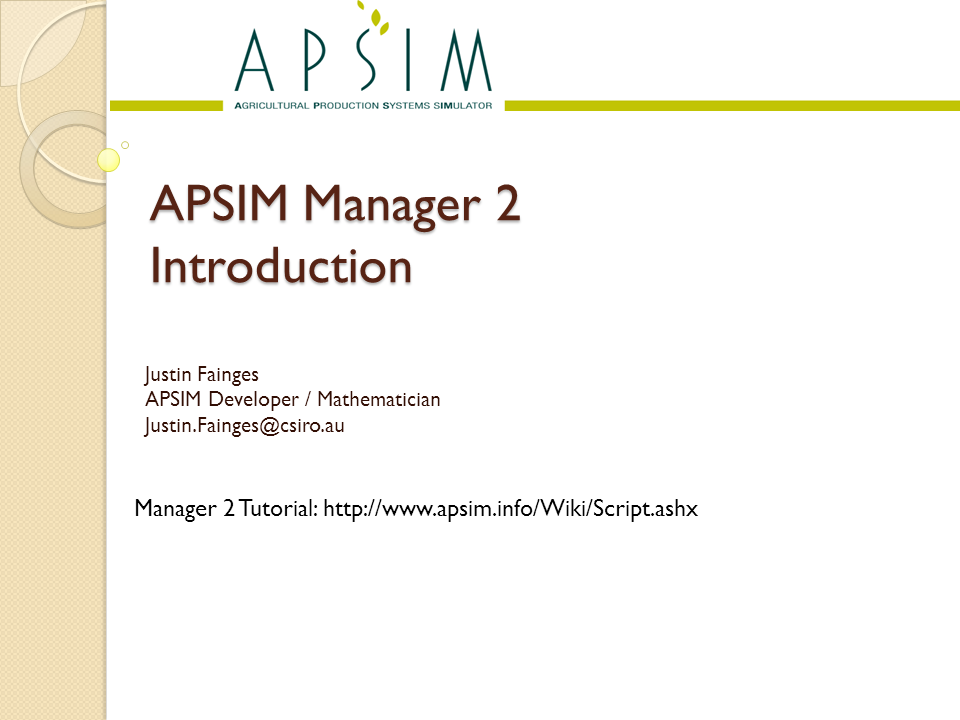 APSIM
AGRICULTURAL PRODUCTION SYSTEMS SIMULATOR
APSIM Manager 2
Introduction
Justin Fainges
APSIM Developer / Mathematician
Justin.Fainges@csiro.au
Manager 2 Tutorial: http://www.apsim.info/Wiki/Script.ashx